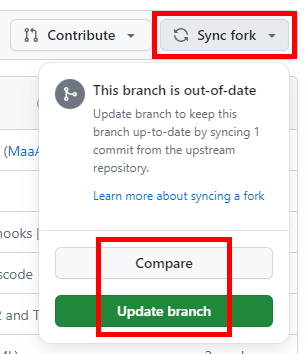 Contribute
Sync fork
This branch is out-of-date
Update branch to keep this
branch up-to-date by syncing 1
commit from the upstream
repository.
(MaaA
Learn more about syncing a fork
ooks |
Compare
scode
Update branch
2 and T